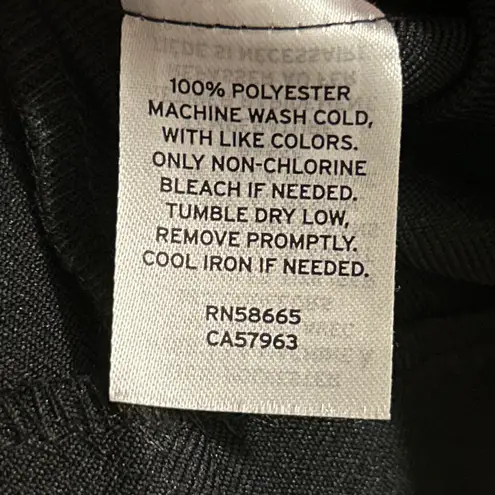 100% POLYESTER
MACHINE WASH COLD,
WITH LIKE COLORS.
ONLY NON-CHLORINE
BLEACH IF NEEDED.
TUMBLE DRY LOW,
REMOVE PROMPTLY.
COOL IRON IF NEEDED.
RN58665
CA57963